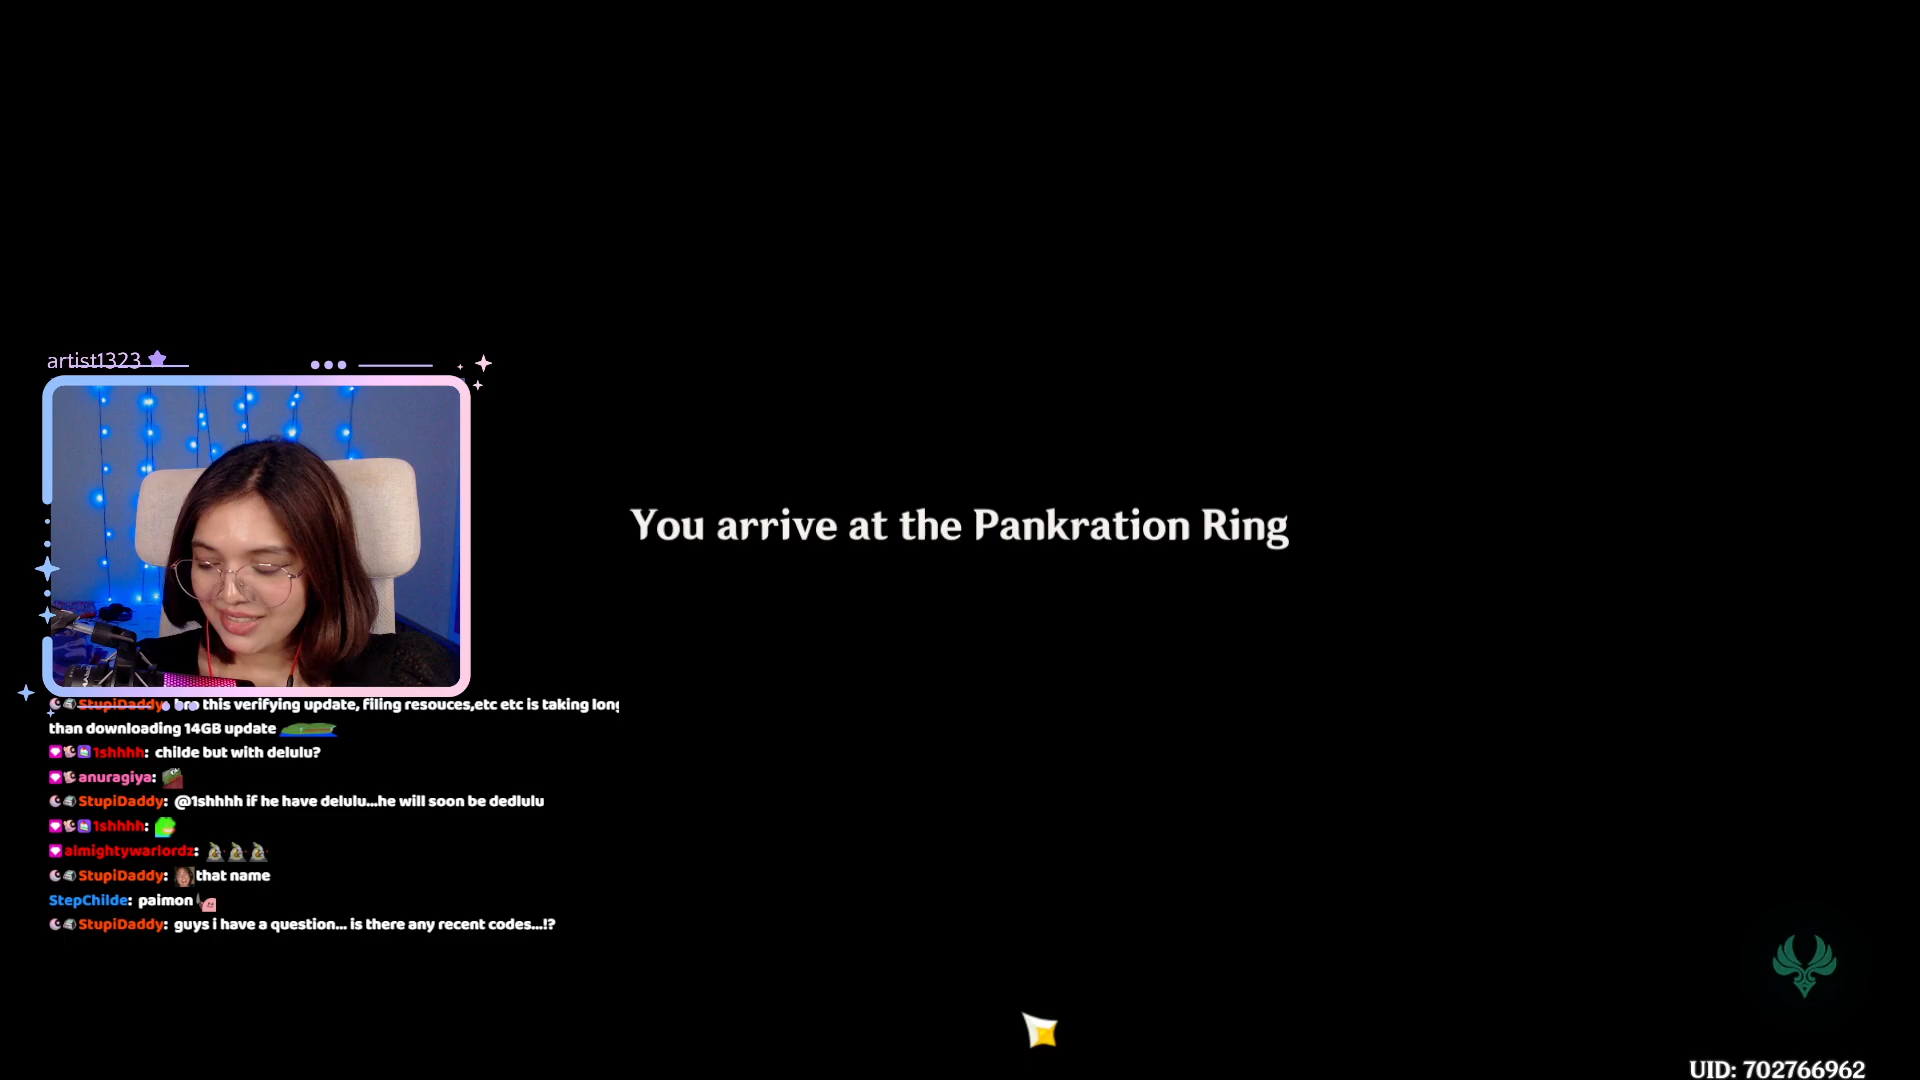 artist1323
You arrive at the Pankration Ring
StupiDaddy: bro this verifying update, filing resouces,etc etc is taking long
than downloading 14GB update
1shhhh: childe but with delulu?
anuragiya:
StupiDaddy: @1shhhh if he have delulu...he will soon be dedlulu
1shhhh:
almightywarlordz:
StupiDaddy: that name
StepChilde: paimon
StupiDaddy: guys i have a question... is there any recent codes...!?
UID: 702766962